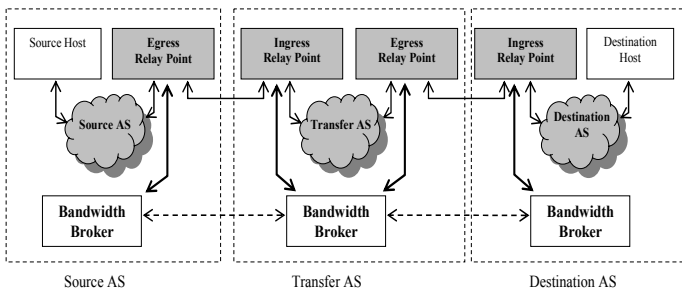 Source Host
Egress
Relay Point
Ingress
Relay Point
Egress
Relay Point
Ingress
Relay Point
Destination
Host
Source AS
Transfer AS
Destination
AS
Bandwidth
Broker
Bandwidth
Broker
Bandwidth
Broker
Source AS
Transfer AS
Destination AS